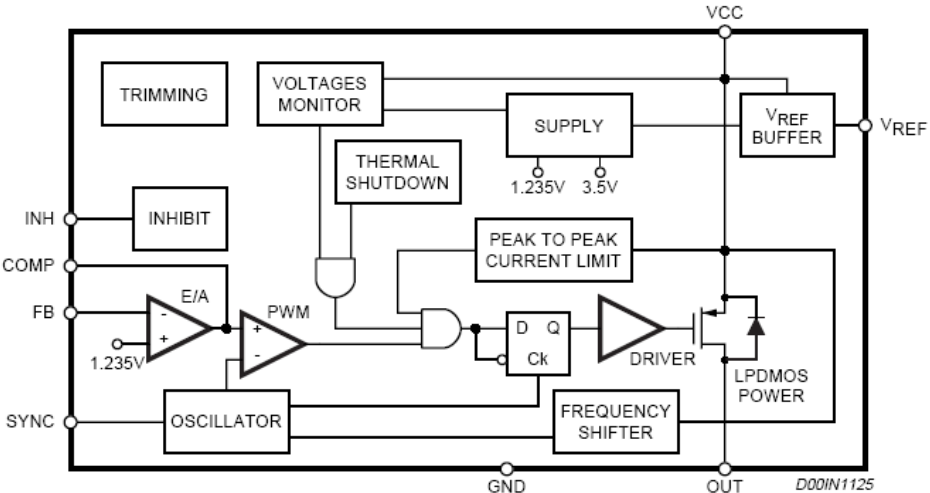 VCC
TRIMMING
VOLTAGES
MONITOR
SUPPLY
VREF
BUFFER
VREF
THERMAL
SHUTDOWN
1.235V
3.5V
INH
INHIBIT
PEAK TO PEAK
CURRENT LIMIT
COMP
E/A
FB
-
+
1.235V
PWM
+
-
D Q
Ck
DRIVER
LPDMOS
POWER
SYNC
OSCILLATOR
FREQUENCY
SHIFTER
GND
OUT
D00IN1125